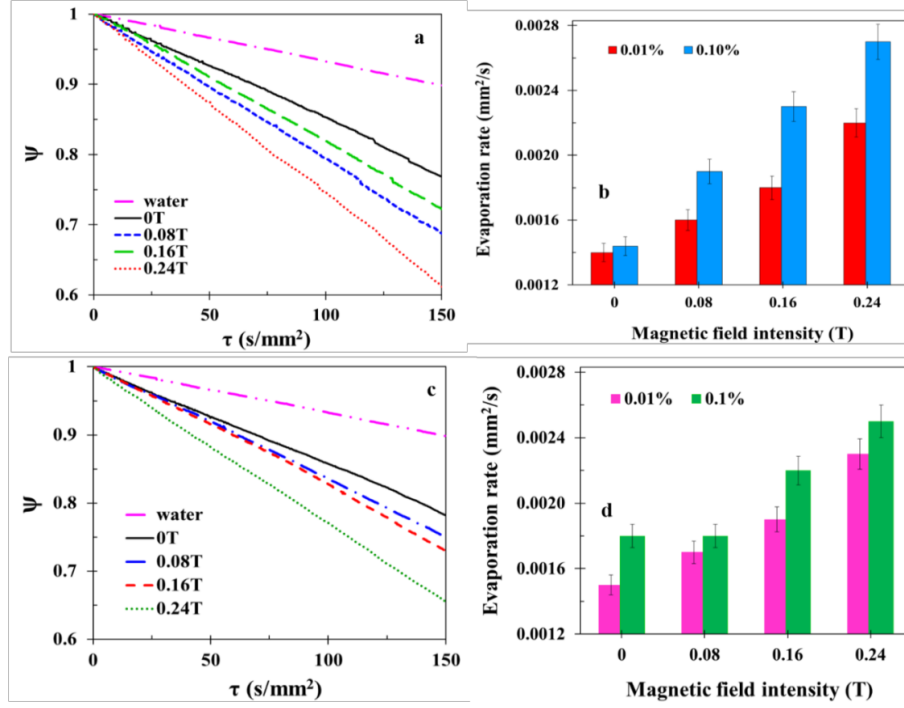 1
0.9
0.8
0.7
0.6
Ψ
a
water
0T
0.08T
0.16T
0.24T
0 50 100 150
τ (s/mm²)
0.0028
0.0024
0.0020
0.0016
0.0012
Evaporation rate (mm²/s)
0.01% 0.10%
b
0 0.08 0.16 0.24
Magnetic field intensity (T)
1
0.9
0.8
0.7
0.6
Ψ
c
water
0T
0.08T
0.16T
0.24T
0 50 100 150
τ (s/mm²)
0.0028
0.0024
0.0020
0.0016
0.0012
Evaporation rate (mm²/s)
0.01% 0.1%
d
0 0.08 0.16 0.24
Magnetic field intensity (T)